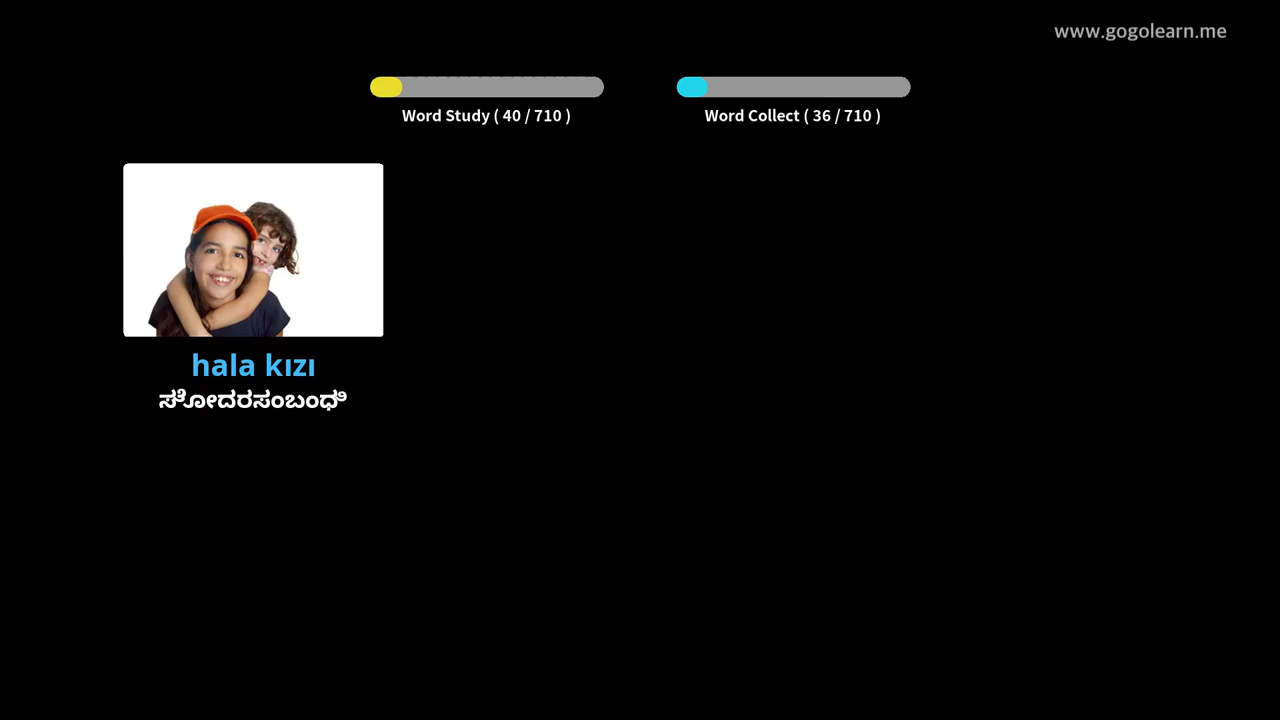 www.gogolearn.me
Word Study ( 40 / 710 )
Word Collect ( 36 / 710 )
hala kızı
ಸೋದರಸಂಬಂಧಿ